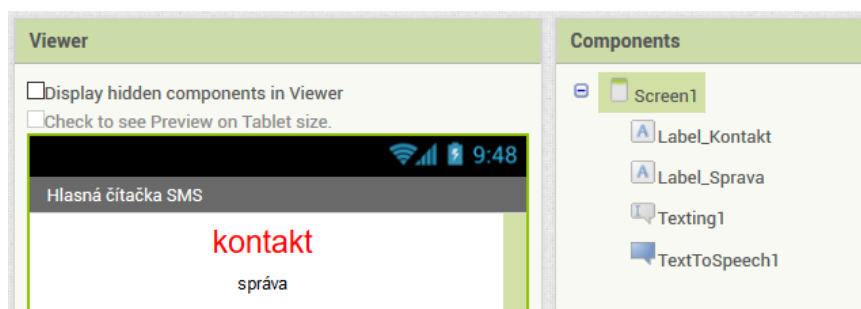 Viewer
Display hidden components in Viewer
Check to see Preview on Tablet size.
9:48
Hlasná čítačka SMS
kontakt
správa
Components
Screen1
A Label_Kontakt
A Label_Sprava
Texting1
TextToSpeech1